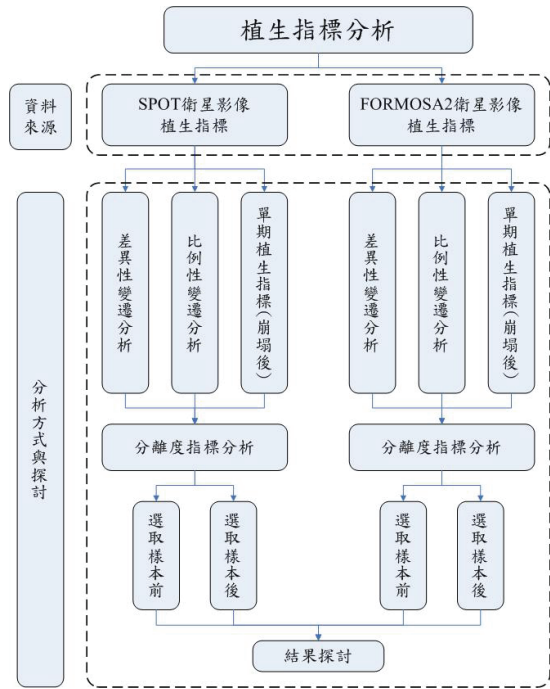 植生指標分析
資料
來源
SPOT衛星影像
植生指標
FORMOSA2衛星影像
植生指標
分析方式與探討
差異性變遷分析
比例性變遷分析
單期植生指標(崩塌後)
差異性變遷分析
比例性變遷分析
單期植生指標(崩塌後)
分離度指標分析
分離度指標分析
選取樣本前
選取樣本後
選取樣本前
選取樣本後
結果探討